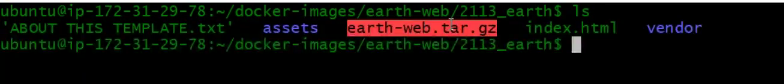 ubuntu@ip-172-31-29-78:~/docker-images/earth-web/2113_earth$ ls
'ABOUT THIS TEMPLATE.txt' assets earth-web.tar.gz index.html vendor
ubuntu@ip-172-31-29-78:~/docker-images/earth-web/2113_earth$